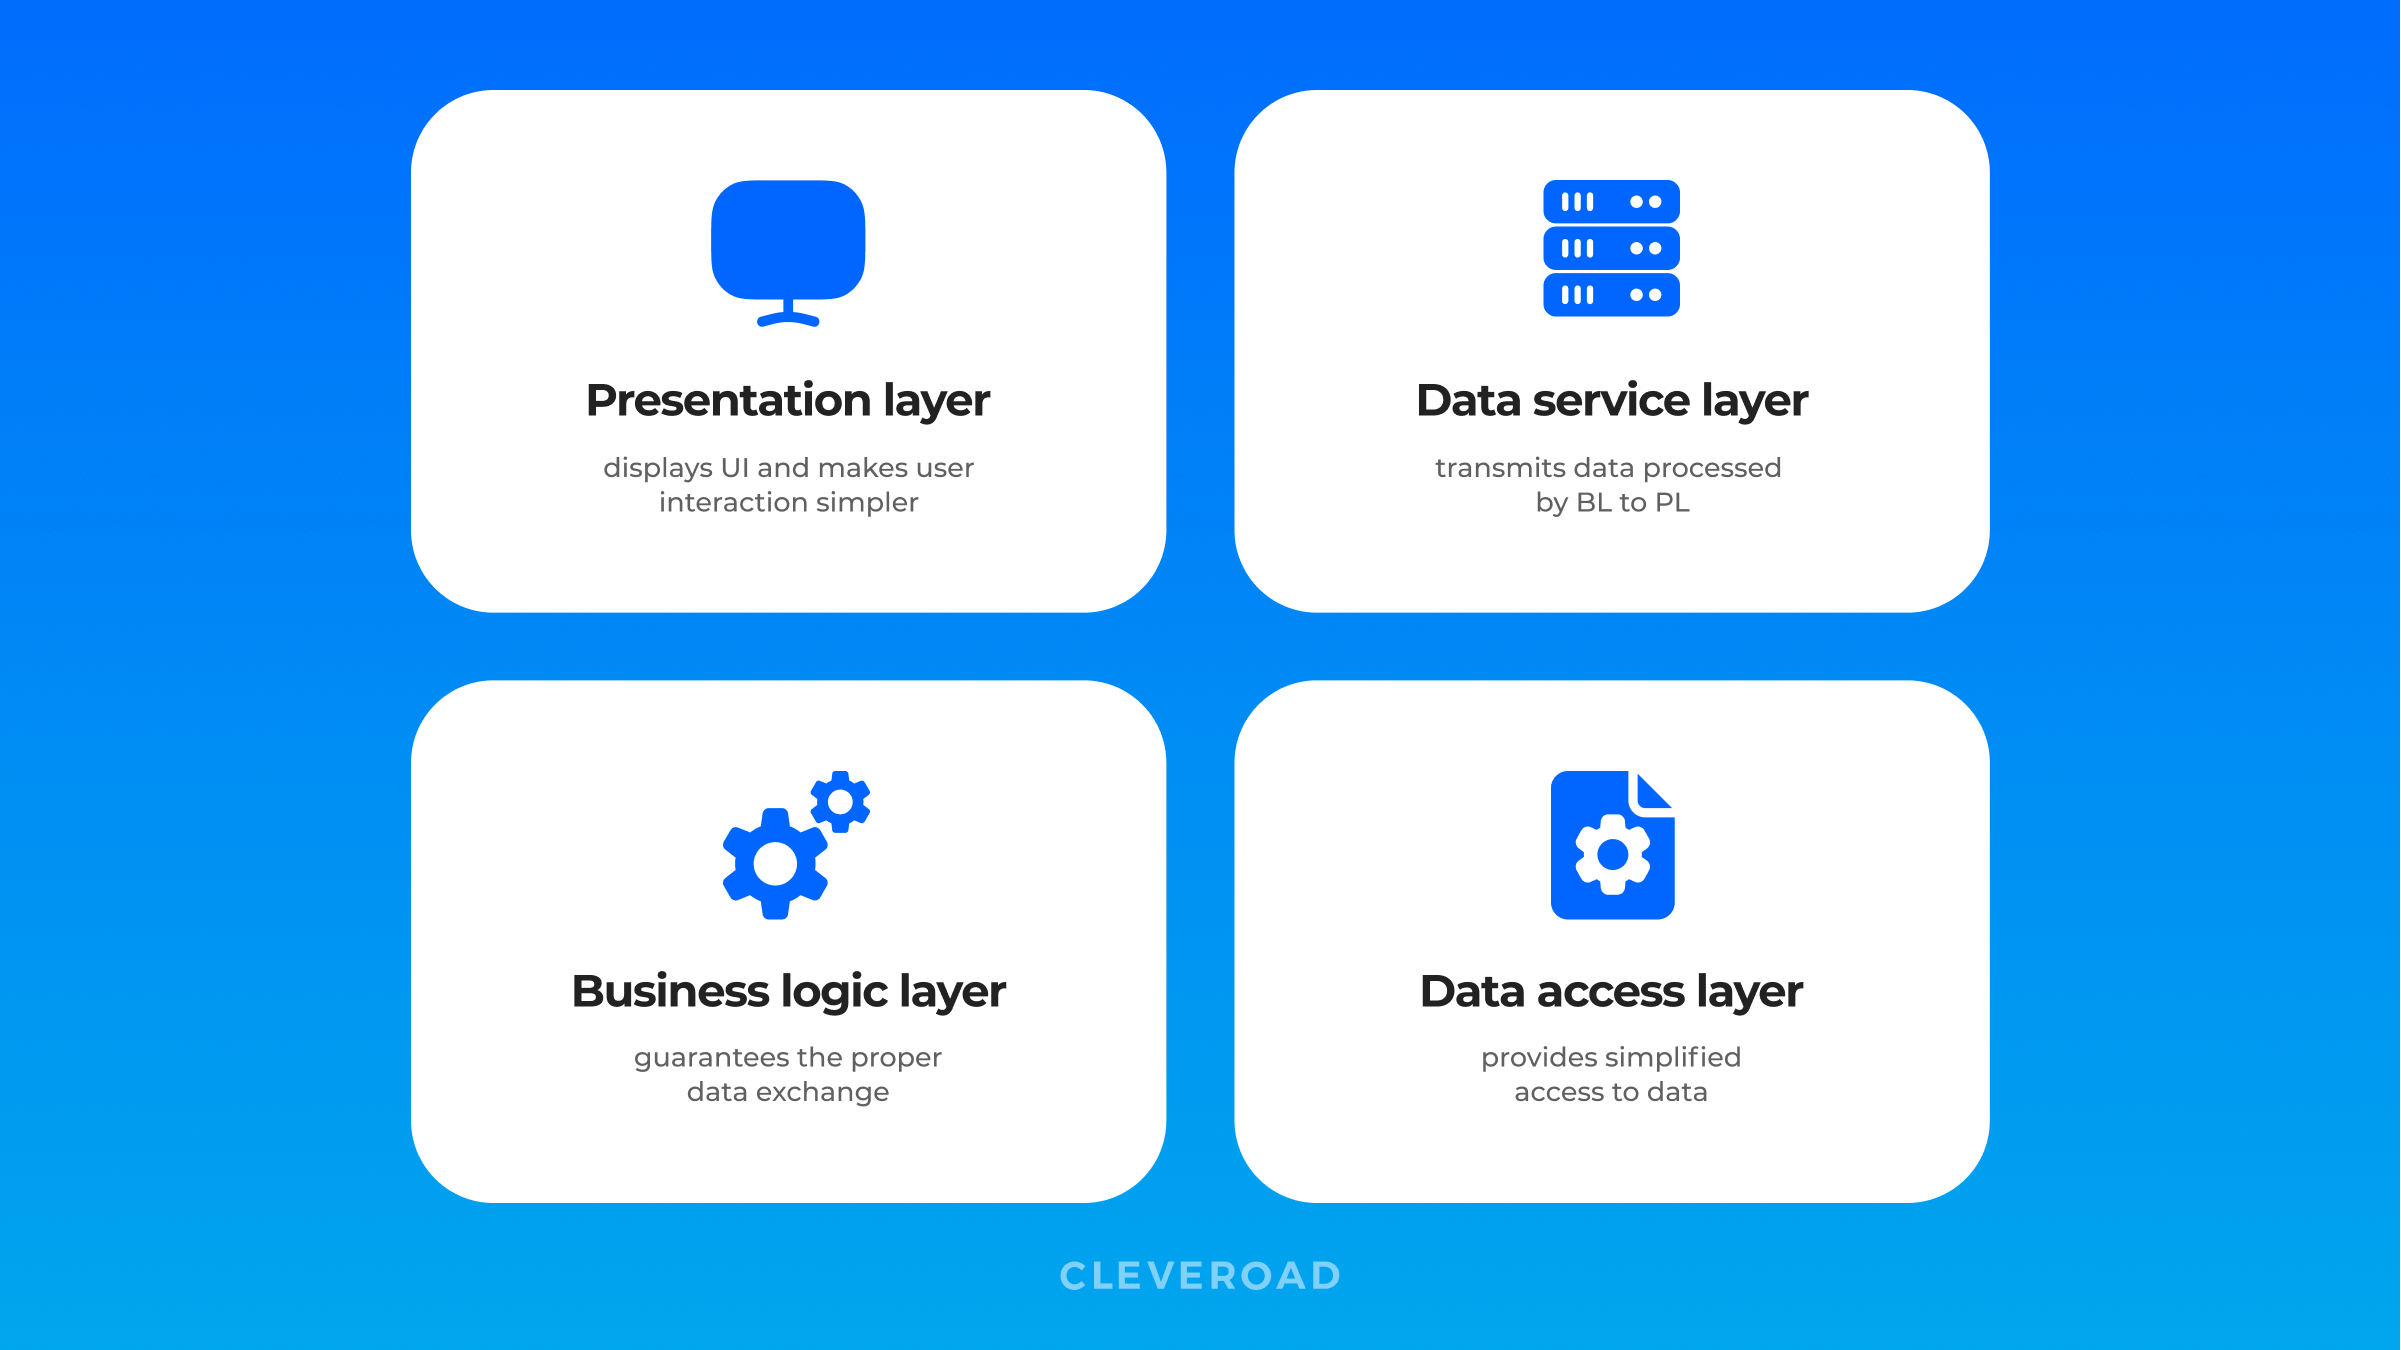 Presentation layer
displays UI and makes user
interaction simpler
Data service layer
transmits data processed
by BL to PL
Business logic layer
guarantees the proper
data exchange
Data access layer
provides simplified
access to data
CLEVEROAD